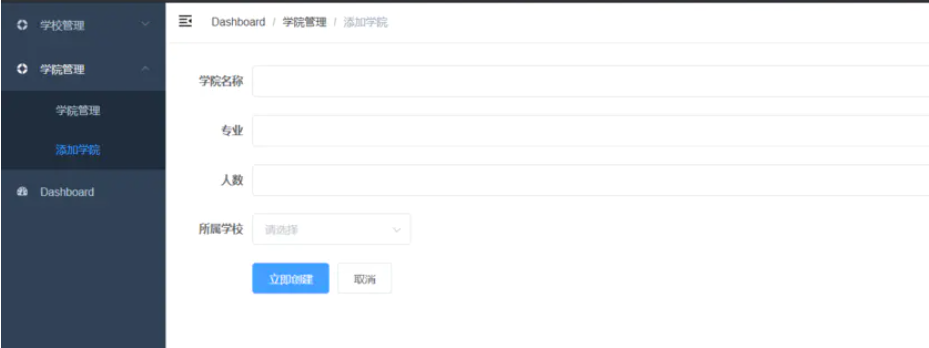 学校管理
学院管理
学院管理
添加学院
Dashboard
Dashboard / 学院管理 / 添加学院
学院名称
专业
人数
所属学校 请选择
立即创建 取消